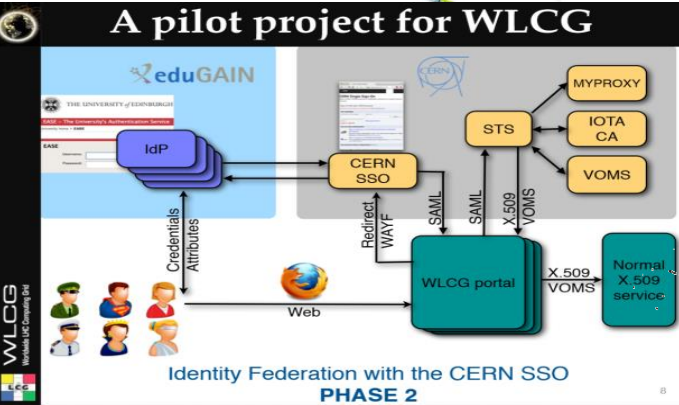 A pilot project for WLCG
eduGAIN
CERN
THE UNIVERSITY of EDINBURGH
EASE - The University's Authentication Service
EASE
IdP
CERN
SSO
STS
MYPROXY
IOTA
CA
VOMS
Credentials
Attributes
Redirect
WAYF
SAML
SAML
X.509
VOMS
WLCG portal
X.509
VOMS
Normal
X.509
service
Web
WLCG
Worldwide LHC Computing Grid
LCG
Identity Federation with the CERN SSO
PHASE 2
8